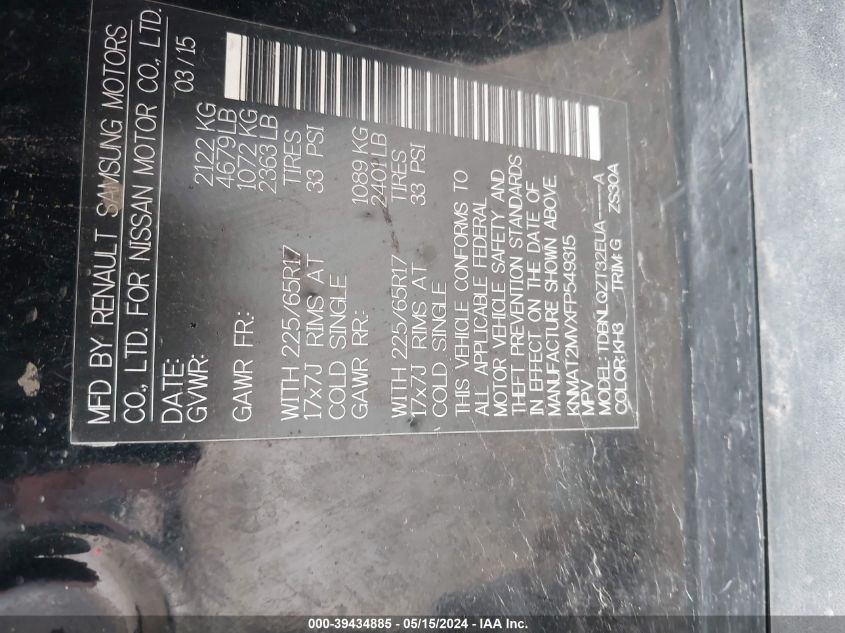 MFD BY RENAULT SAMSUNG MOTORS
CO., LTD. FOR NISSAN MOTOR CO., LTD.
DATE: 03/15
GVWR: 2122 KG
4679 LB
GAWR FR: 1072 KG
2363 LB
WITH 225/65R17 TIRES
17x7J RIMS AT 33 PSI
COLD SINGLE
GAWR RR: 1089 KG
2401 LB
WITH 225/65R17 TIRES
17x7J RIMS AT 33 PSI
COLD SINGLE
THIS VEHICLE CONFORMS TO
ALL APPLICABLE FEDERAL
MOTOR VEHICLE SAFETY AND
THEFT PREVENTION STANDARDS
IN EFFECT ON THE DATE OF
MANUFACTURE SHOWN ABOVE.
KNMAT2MVXFP549315
MPV
MODEL: TDBNLQZT32EUA-----A
COLOR: KH3 TRIM: G ZS30A
000-39434885 - 05/15/2024 - IAA Inc.